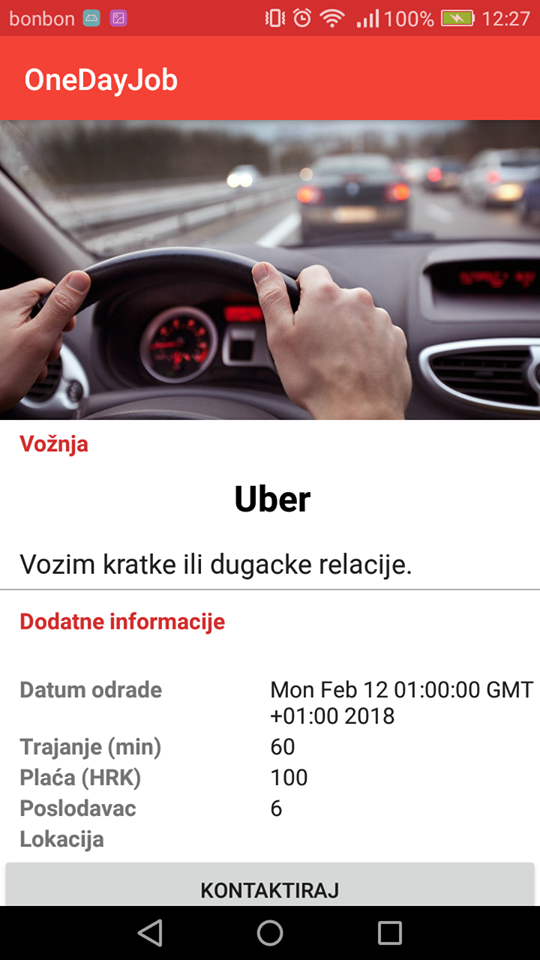 bonbon 100% 12:27
OneDayJob
Vožnja
Uber
Vozim kratke ili dugacke relacije.
Dodatne informacije
Datum odrade Mon Feb 12 01:00:00 GMT
+01:00 2018
Trajanje (min) 60
Plaća (HRK) 100
Poslodavac 6
Lokacija
KONTAKTIRAJ